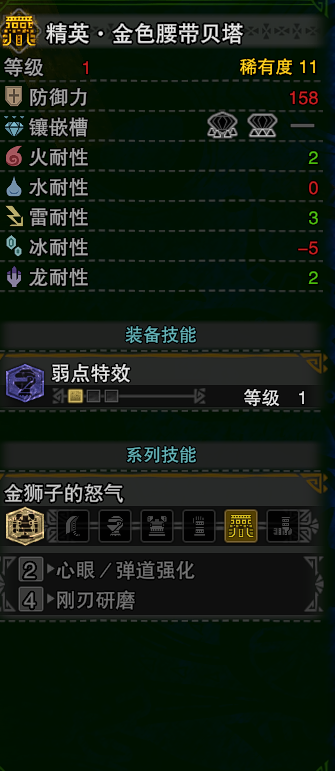 精英・金色腰带贝塔
等级 1 稀有度 11
防御力 158
镶嵌槽 —
火耐性 2
水耐性 0
雷耐性 3
冰耐性 -5
龙耐性 2
装备技能
弱点特效
等级 1
系列技能
金狮子的怒气
2 心眼／弹道强化
4 刚刃研磨